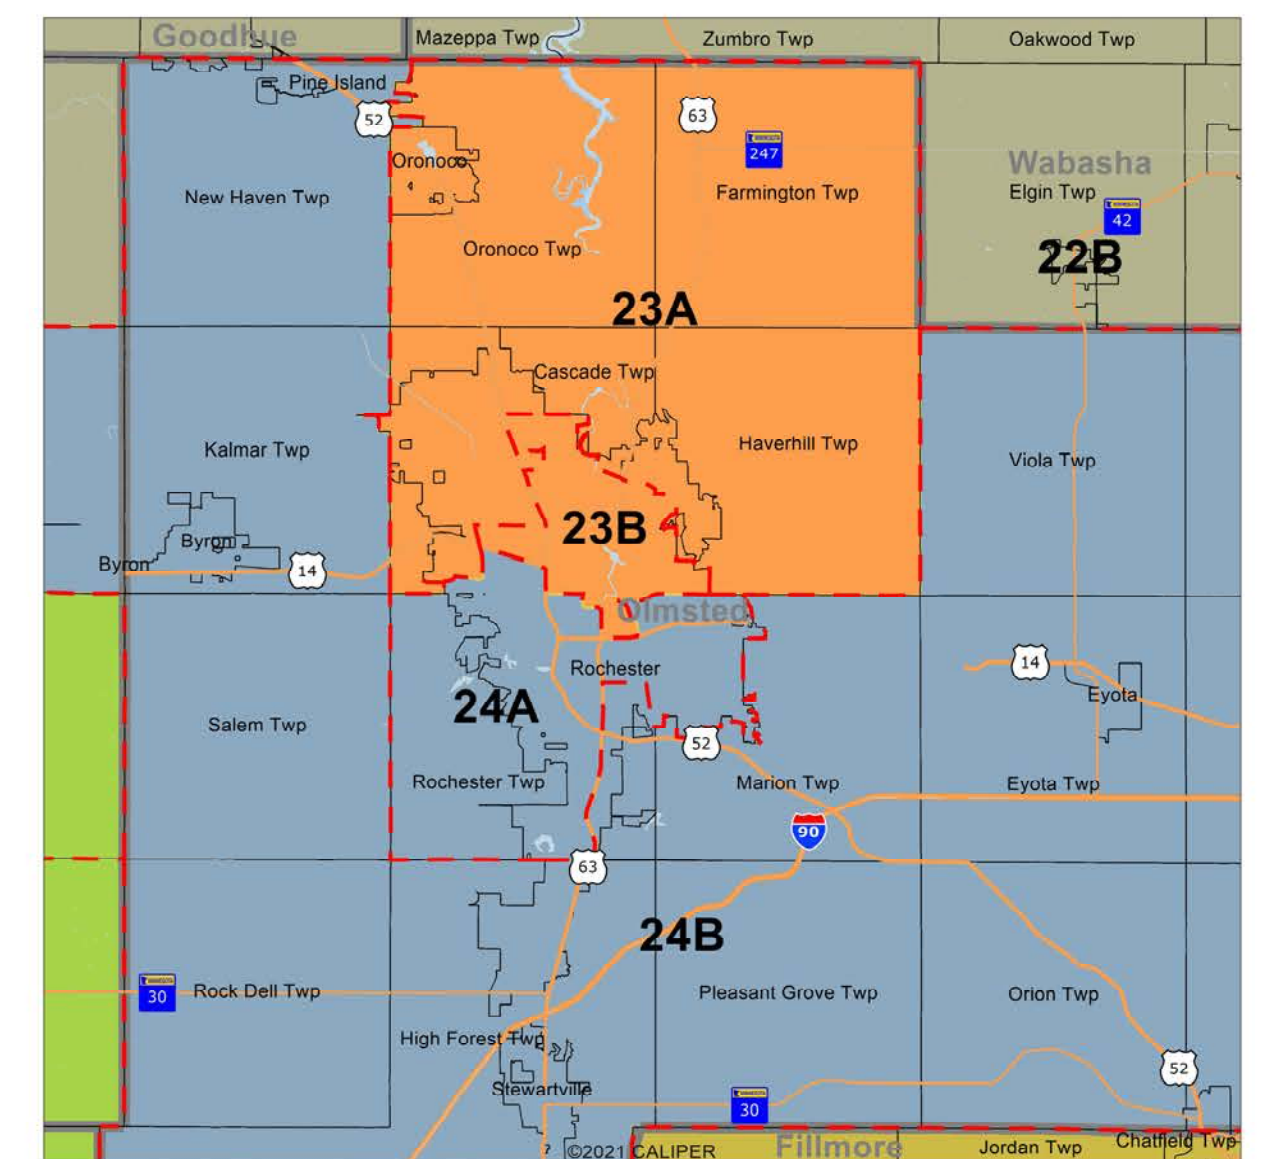 Goodhue
Mazeppa Twp
Zumbro Twp
Oakwood Twp
Pine Island
52
63
MINNESOTA
247
Oronoco
Wabasha
New Haven Twp
Farmington Twp
Elgin Twp
MINNESOTA
42
Oronoco Twp
22B
23A
Cascade Twp
Kalmar Twp
Haverhill Twp
Viola Twp
23B
Byron
Byron
14
Olmsted
Rochester
14
Eyota
24A
Salem Twp
52
Rochester Twp
Marion Twp
Eyota Twp
90
63
24B
MINNESOTA
30
Rock Dell Twp
Pleasant Grove Twp
Orion Twp
High Forest Twp
52
Stewartville
MINNESOTA
30
?
©2021 CALIPER
Fillmore
Jordan Twp
Chatfield Twp